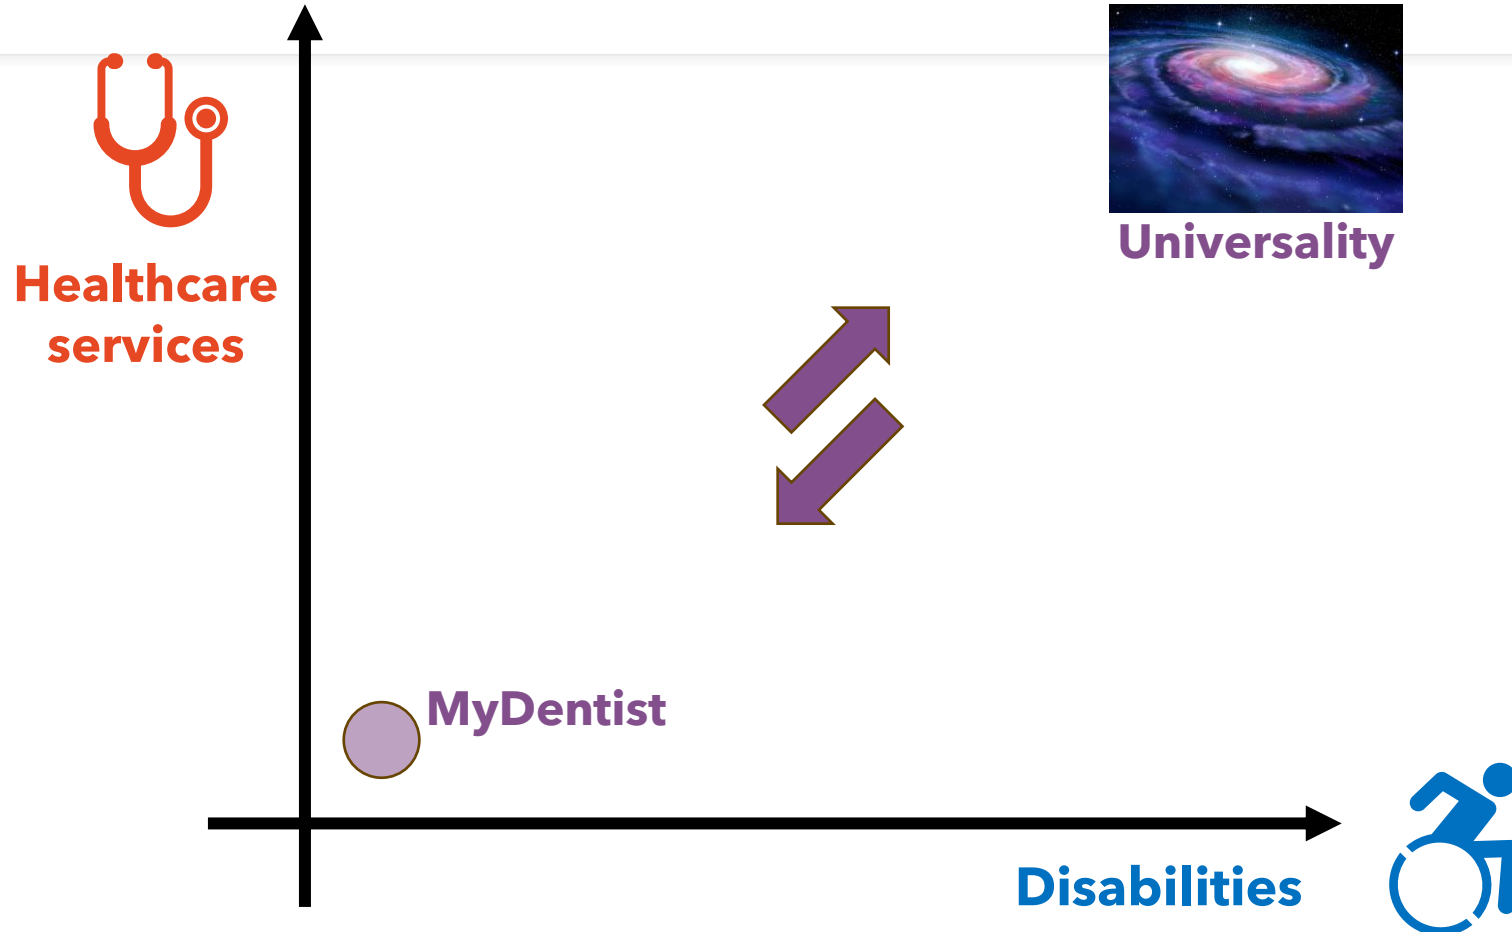 Universality
Healthcare
services
MyDentist
Disabilities